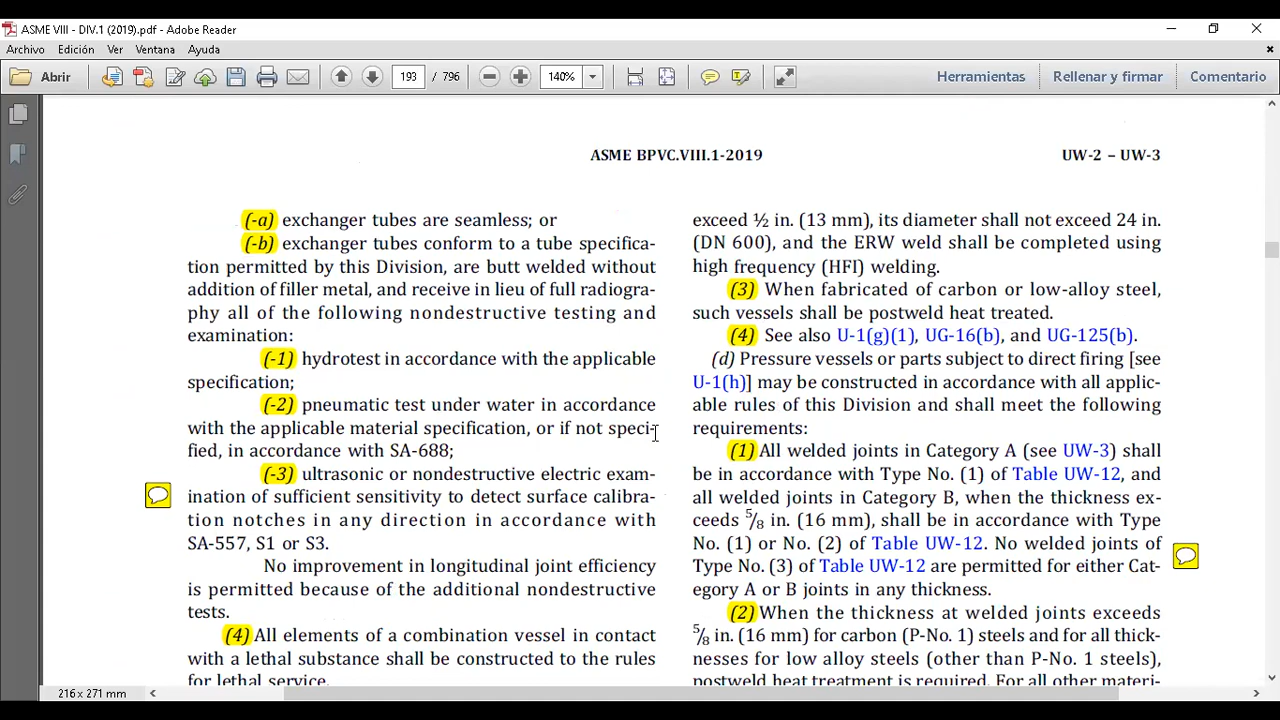 ASME VIII - DIV.1 (2019).pdf - Adobe Reader
Archivo Edición Ver Ventana Ayuda
Abrir 193 / 796 140% Herramientas Rellenar y firmar Comentario
ASME BPVC.VIII.1-2019 UW-2 – UW-3
(-a) exchanger tubes are seamless; or
(-b) exchanger tubes conform to a tube specifica-
tion permitted by this Division, are butt welded without
addition of filler metal, and receive in lieu of full radiogra-
phy all of the following nondestructive testing and
examination:
(-1) hydrotest in accordance with the applicable
specification;
(-2) pneumatic test under water in accordance
with the applicable material specification, or if not speci-
fied, in accordance with SA-688;
(-3) ultrasonic or nondestructive electric exam-
ination of sufficient sensitivity to detect surface calibra-
tion notches in any direction in accordance with
SA-557, S1 or S3.
No improvement in longitudinal joint efficiency
is permitted because of the additional nondestructive
tests.
(4) All elements of a combination vessel in contact
with a lethal substance shall be constructed to the rules
for lethal service.
exceed ½ in. (13 mm), its diameter shall not exceed 24 in.
(DN 600), and the ERW weld shall be completed using
high frequency (HFI) welding.
(3) When fabricated of carbon or low-alloy steel,
such vessels shall be postweld heat treated.
(4) See also U-1(g)(1), UG-16(b), and UG-125(b).
(d) Pressure vessels or parts subject to direct firing [see
U-1(h)] may be constructed in accordance with all applic-
able rules of this Division and shall meet the following
requirements:
(1) All welded joints in Category A (see UW-3) shall
be in accordance with Type No. (1) of Table UW-12, and
all welded joints in Category B, when the thickness ex-
ceeds 5/8 in. (16 mm), shall be in accordance with Type
No. (1) or No. (2) of Table UW-12. No welded joints of
Type No. (3) of Table UW-12 are permitted for either Cat-
egory A or B joints in any thickness.
(2) When the thickness at welded joints exceeds
5/8 in. (16 mm) for carbon (P-No. 1) steels and for all thick-
nesses for low alloy steels (other than P-No. 1 steels),
postweld heat treatment is required. For all other materi-
216 x 271 mm